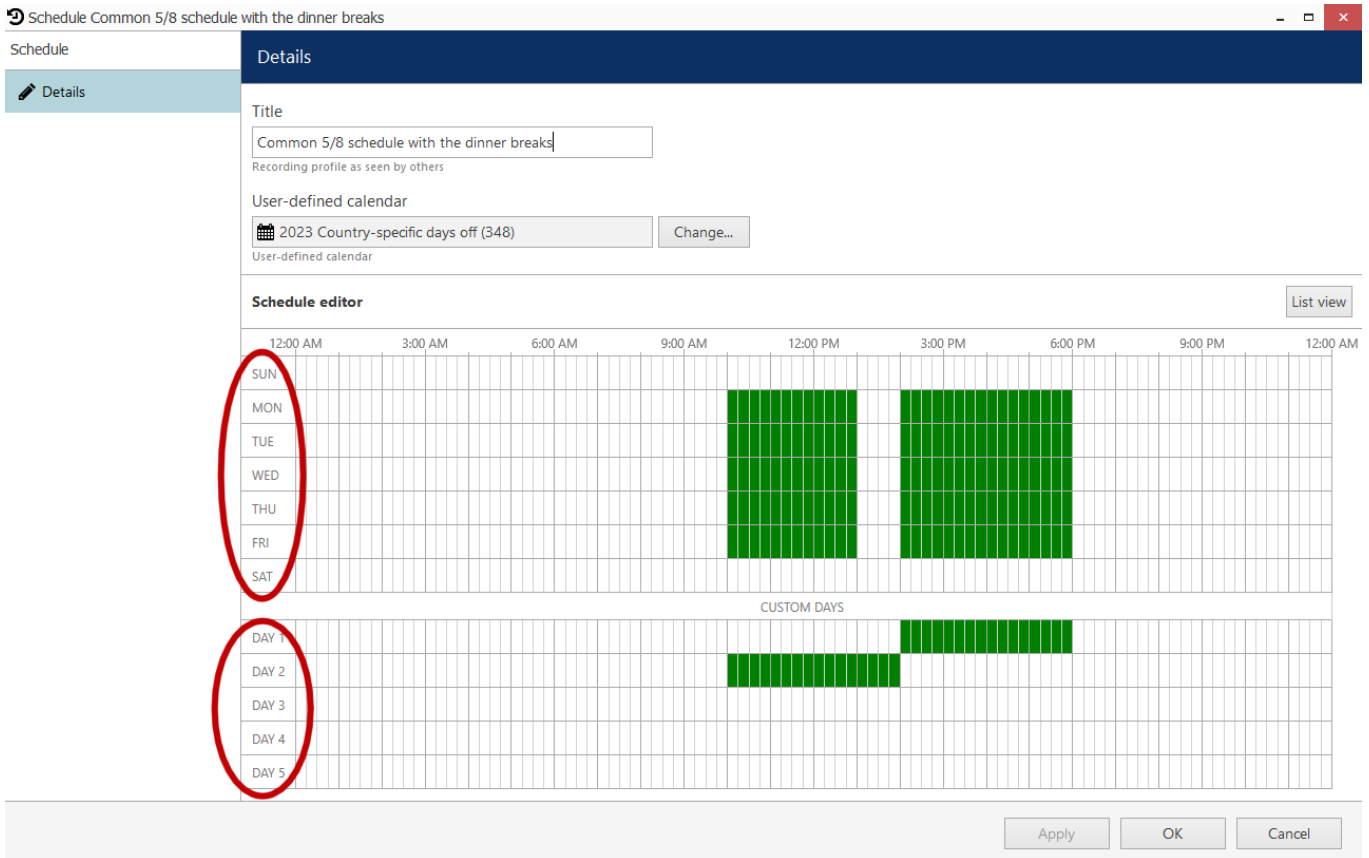 Schedule Common 5/8 schedule with the dinner breaks
Schedule
Details
Details
Title
Common 5/8 schedule with the dinner breaks
Recording profile as seen by others
User-defined calendar
2023 Country-specific days off (348) Change...
User-defined calendar
Schedule editor List view
12:00 AM 3:00 AM 6:00 AM 9:00 AM 12:00 PM 3:00 PM 6:00 PM 9:00 PM 12:00 AM
SUN
MON
TUE
WED
THU
FRI
SAT
CUSTOM DAYS
DAY 1
DAY 2
DAY 3
DAY 4
DAY 5
Apply OK Cancel